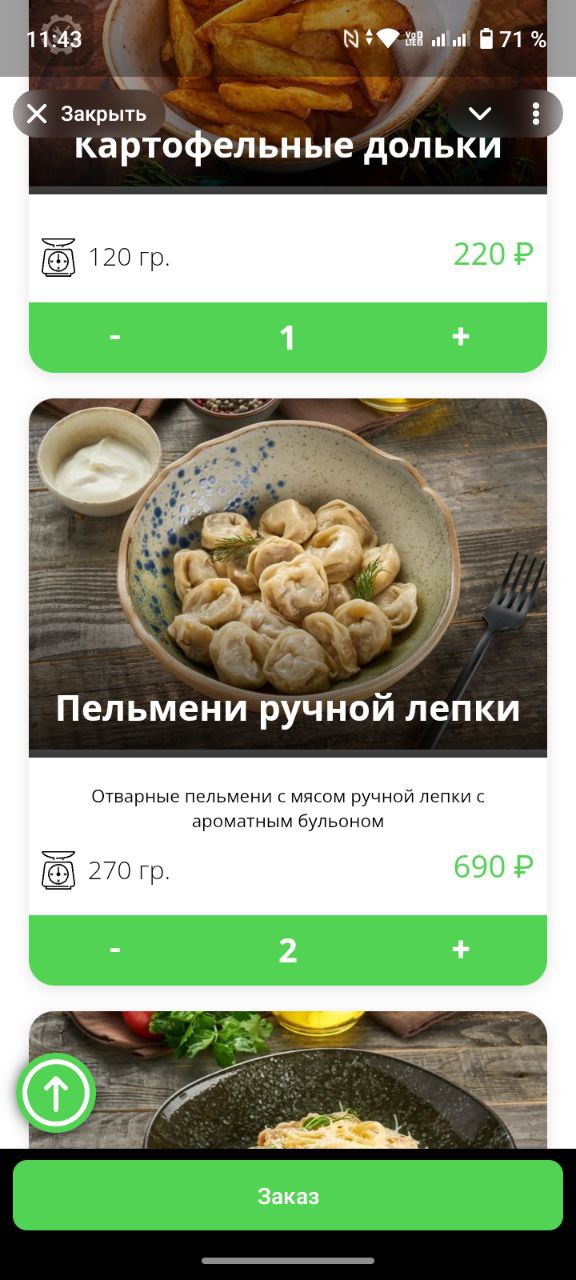 11:43
71 %
Закрыть
Картофельные дольки
120 гр.
220 ₽
- 1 +
Пельмени ручной лепки
Отварные пельмени с мясом ручной лепки с
ароматным бульоном
270 гр.
690 ₽
- 2 +
Заказ